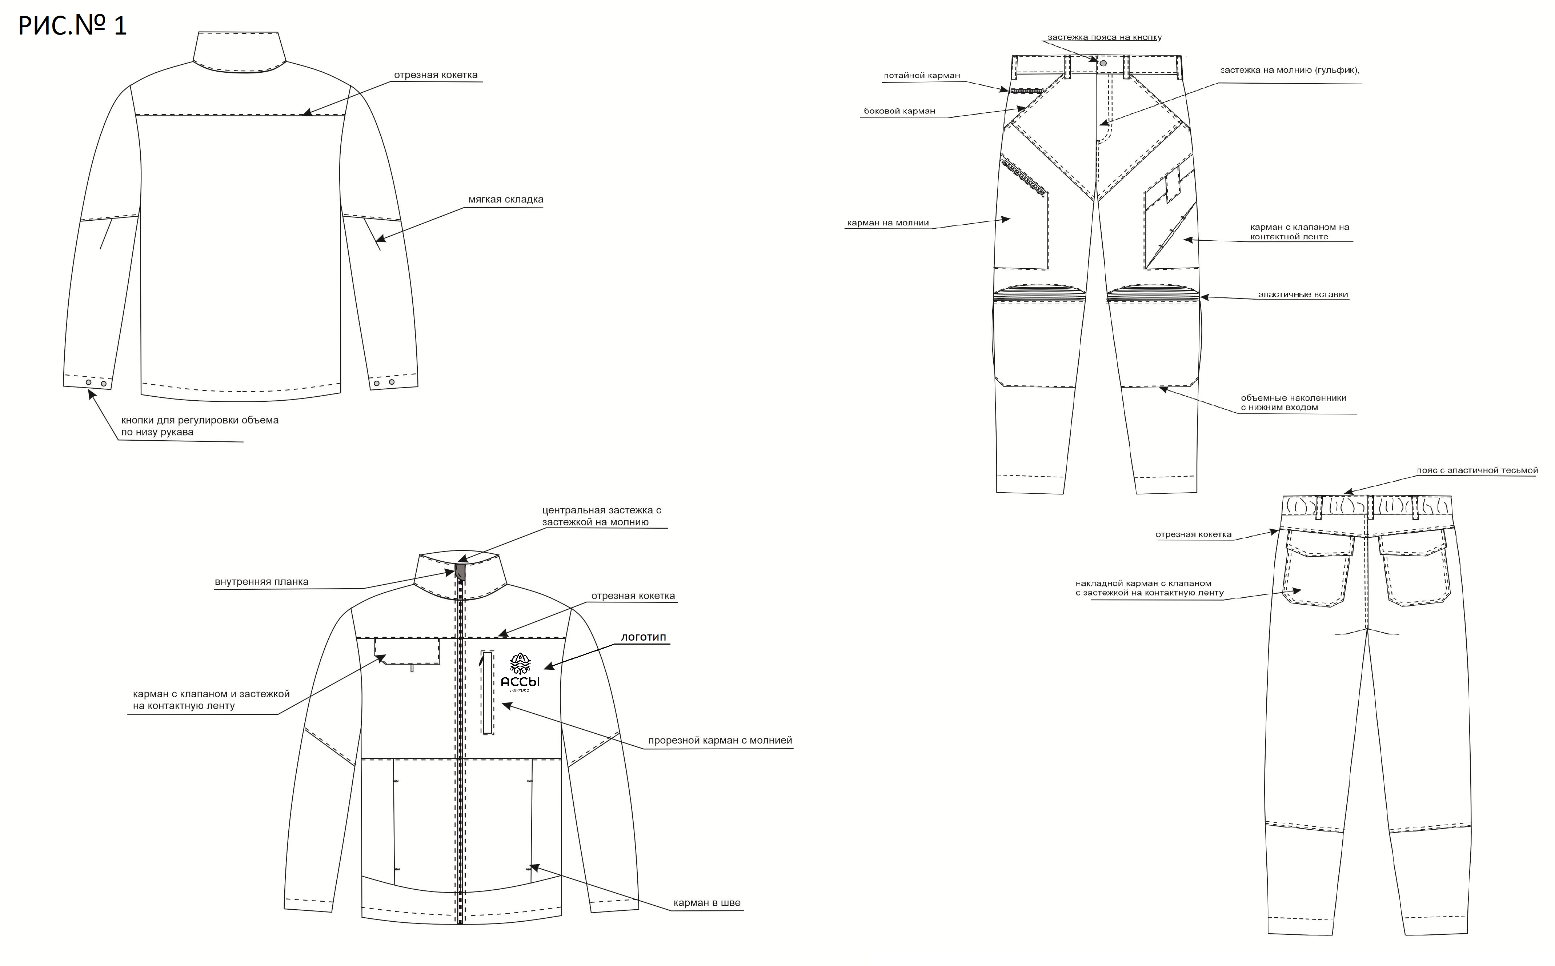 РИС.№ 1
отрезная кокетка
мягкая складка
кнопки для регулировки объема
по низу рукава
застежка пояса на кнопку
потайной карман
застежка на молнию (гульфик),
боковой карман
карман на молнии
карман с клапаном на
контактной ленте
эластичные вставки
объемные наколенники
с нижним входом
центральная застежка с
застежкой на молнию
внутренняя планка
отрезная кокетка
логотип
АССЫ
карман с клапаном и застежкой
на контактную ленту
прорезной карман с молнией
карман в шве
пояс с эластичной тесьмой
отрезная кокетка
накладной карман с клапаном
с застежкой на контактную ленту